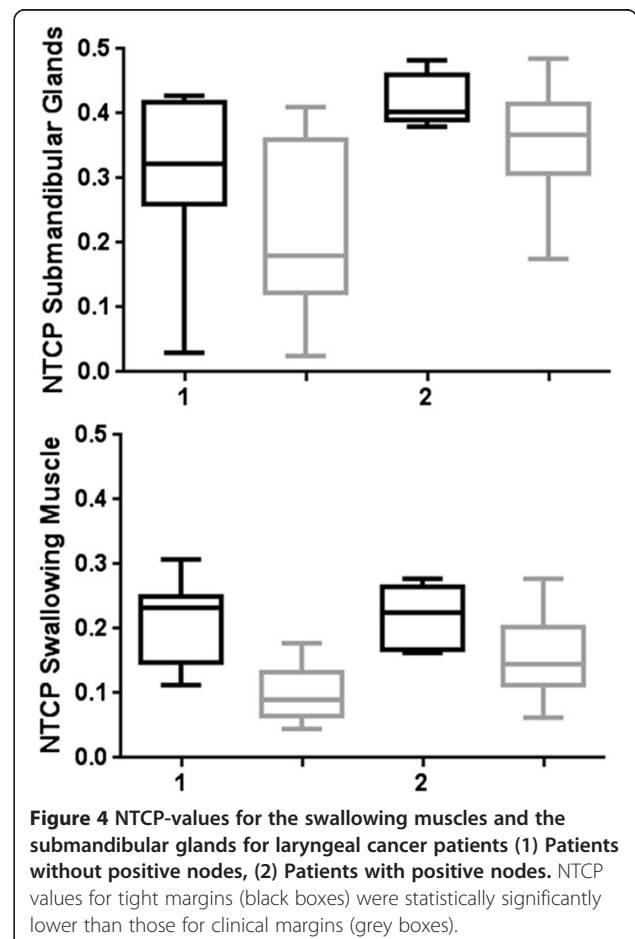 NTCP Submandibular Glands
0.5
0.4
0.3
0.2
0.1
0.0
1 2
NTCP Swallowing Muscle
0.5
0.4
0.3
0.2
0.1
0.0
1 2
Figure 4 NTCP-values for the swallowing muscles and the
submandibular glands for laryngeal cancer patients (1) Patients
without positive nodes, (2) Patients with positive nodes. NTCP
values for tight margins (black boxes) were statistically significantly
lower than those for clinical margins (grey boxes).